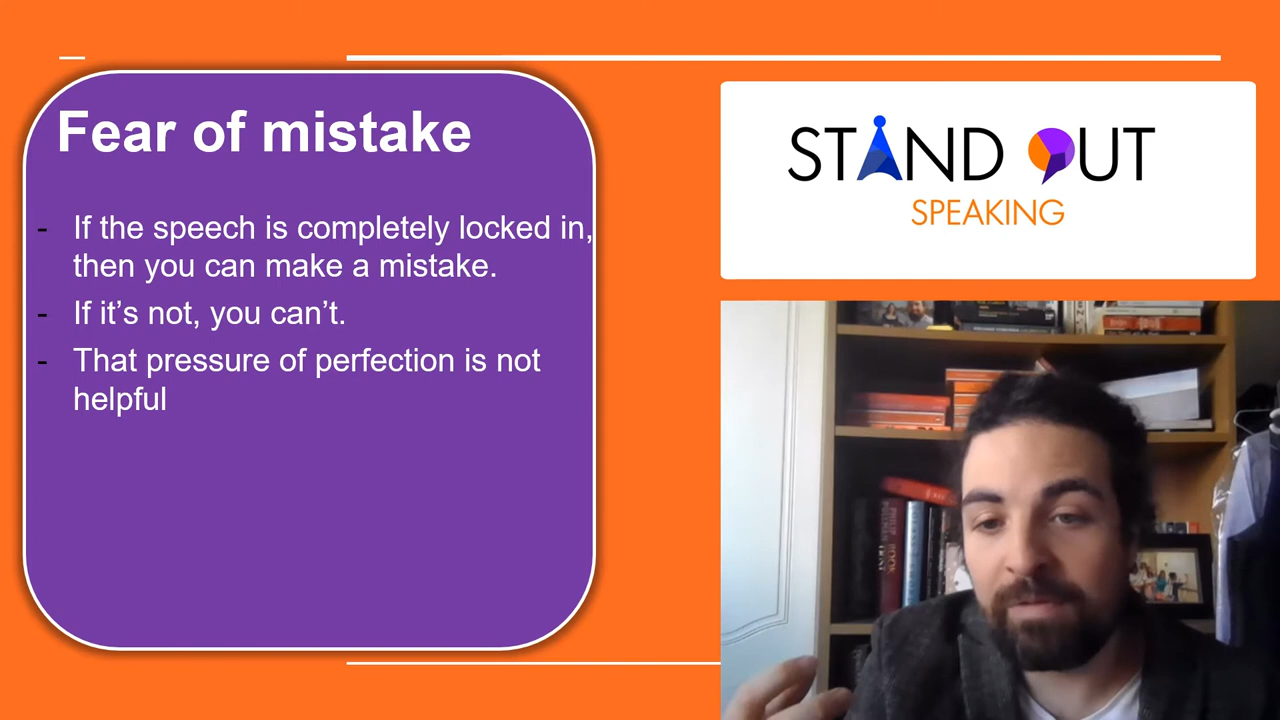 Fear of mistake
- If the speech is completely locked in,
then you can make a mistake.
- If it's not, you can't.
- That pressure of perfection is not
helpful
STAND OUT
SPEAKING